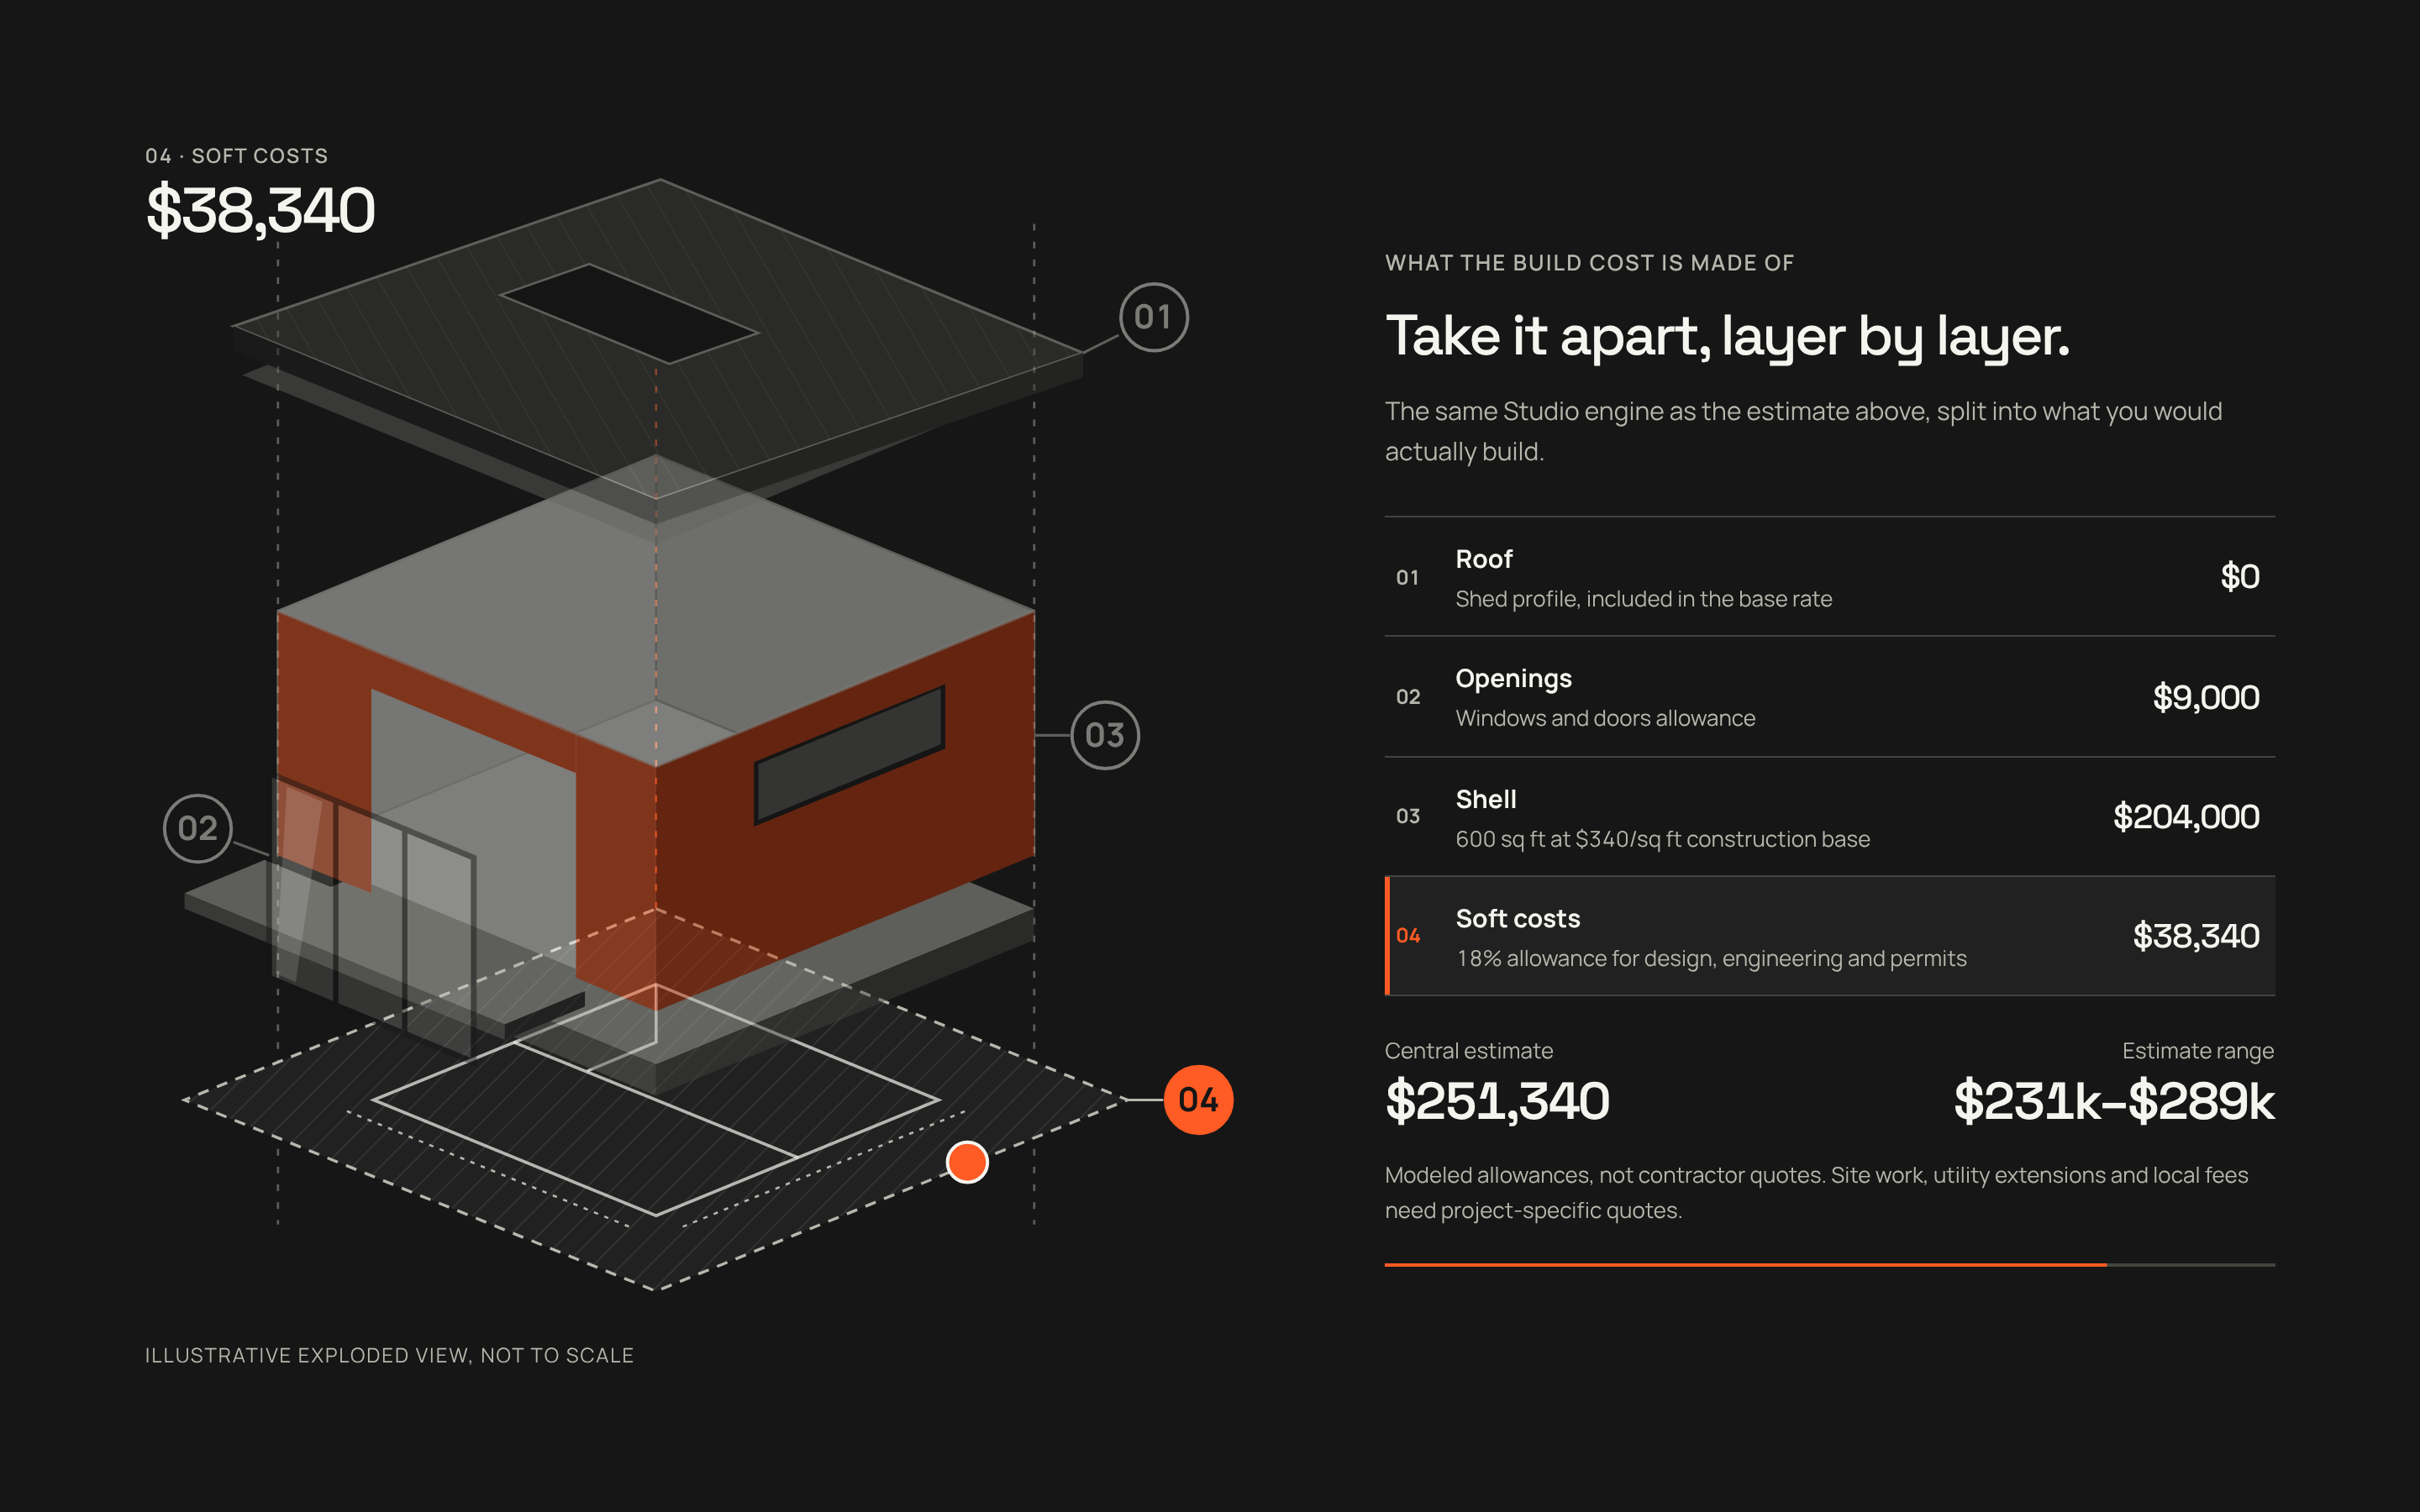 04 · SOFT COSTS
$38,340
01
03
02
04
ILLUSTRATIVE EXPLODED VIEW, NOT TO SCALE
WHAT THE BUILD COST IS MADE OF
Take it apart, layer by layer.
The same Studio engine as the estimate above, split into what you would
actually build.
01
Roof
Shed profile, included in the base rate
$0
02
Openings
Windows and doors allowance
$9,000
03
Shell
600 sq ft at $340/sq ft construction base
$204,000
04
Soft costs
18% allowance for design, engineering and permits
$38,340
Central estimate
$251,340
Estimate range
$231k–$289k
Modeled allowances, not contractor quotes. Site work, utility extensions and local fees
need project-specific quotes.